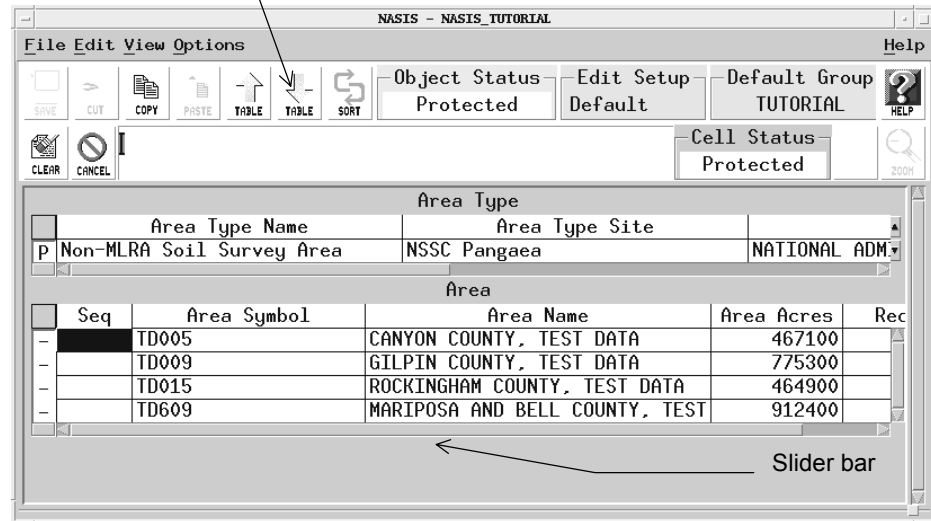 NASIS - NASIS_TUTORIAL
File Edit View Options Help
SAVE CUT COPY PASTE TABLE TABLE SORT Object Status Protected Edit Setup Default Default Group TUTORIAL HELP
CLEAR CANCEL Cell Status Protected ZOOM
Area Type
Area Type Name Area Type Site
P Non-MLRA Soil Survey Area NSSC Pangaea NATIONAL ADM
Area
Seq Area Symbol Area Name Area Acres Rec
- TD005 CANYON COUNTY, TEST DATA 467100
- TD009 GILPIN COUNTY, TEST DATA 775300
- TD015 ROCKINGHAM COUNTY, TEST DATA 464900
- TD609 MARIPOSA AND BELL COUNTY, TEST 912400
Slider bar